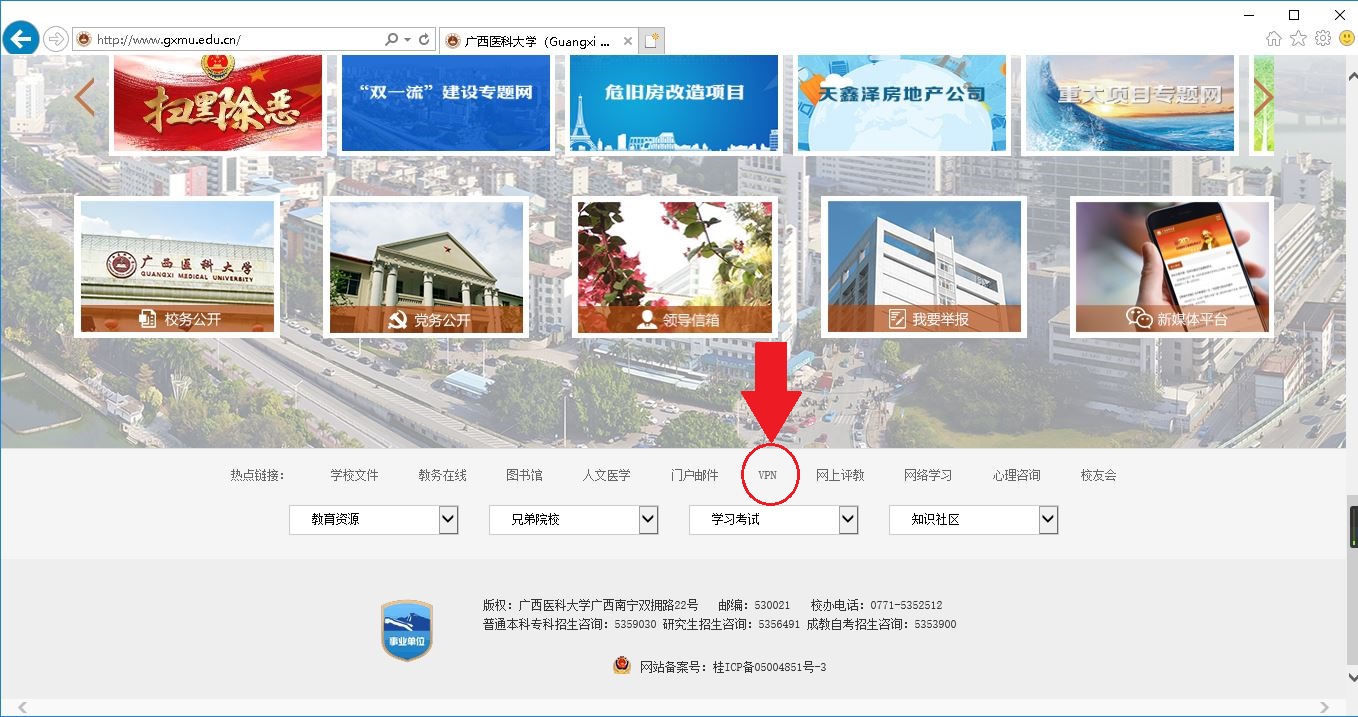 http://www.gxmu.edu.cn/
广西医科大学（Guangxi ...
扫黑除恶
“双一流”建设专题网
危旧房改造项目
天鑫泽房地产公司
重大项目专题网
广西医科大学
GUANGXI MEDICAL UNIVERSITY
校务公开
党务公开
领导信箱
我要举报
新媒体平台
热点链接： 学校文件 教务在线 图书馆 人文医学 门户邮件 VPN 网上评教 网络学习 心理咨询 校友会
教育资源 兄弟院校 学习考试 知识社区
事业单位
版权：广西医科大学广西南宁双拥路22号 邮编：530021 校办电话：0771-5352512
普通本科专科招生咨询：5359030 研究生招生咨询：5356491 成教自考招生咨询：5353900
网站备案号：桂ICP备05004851号-3